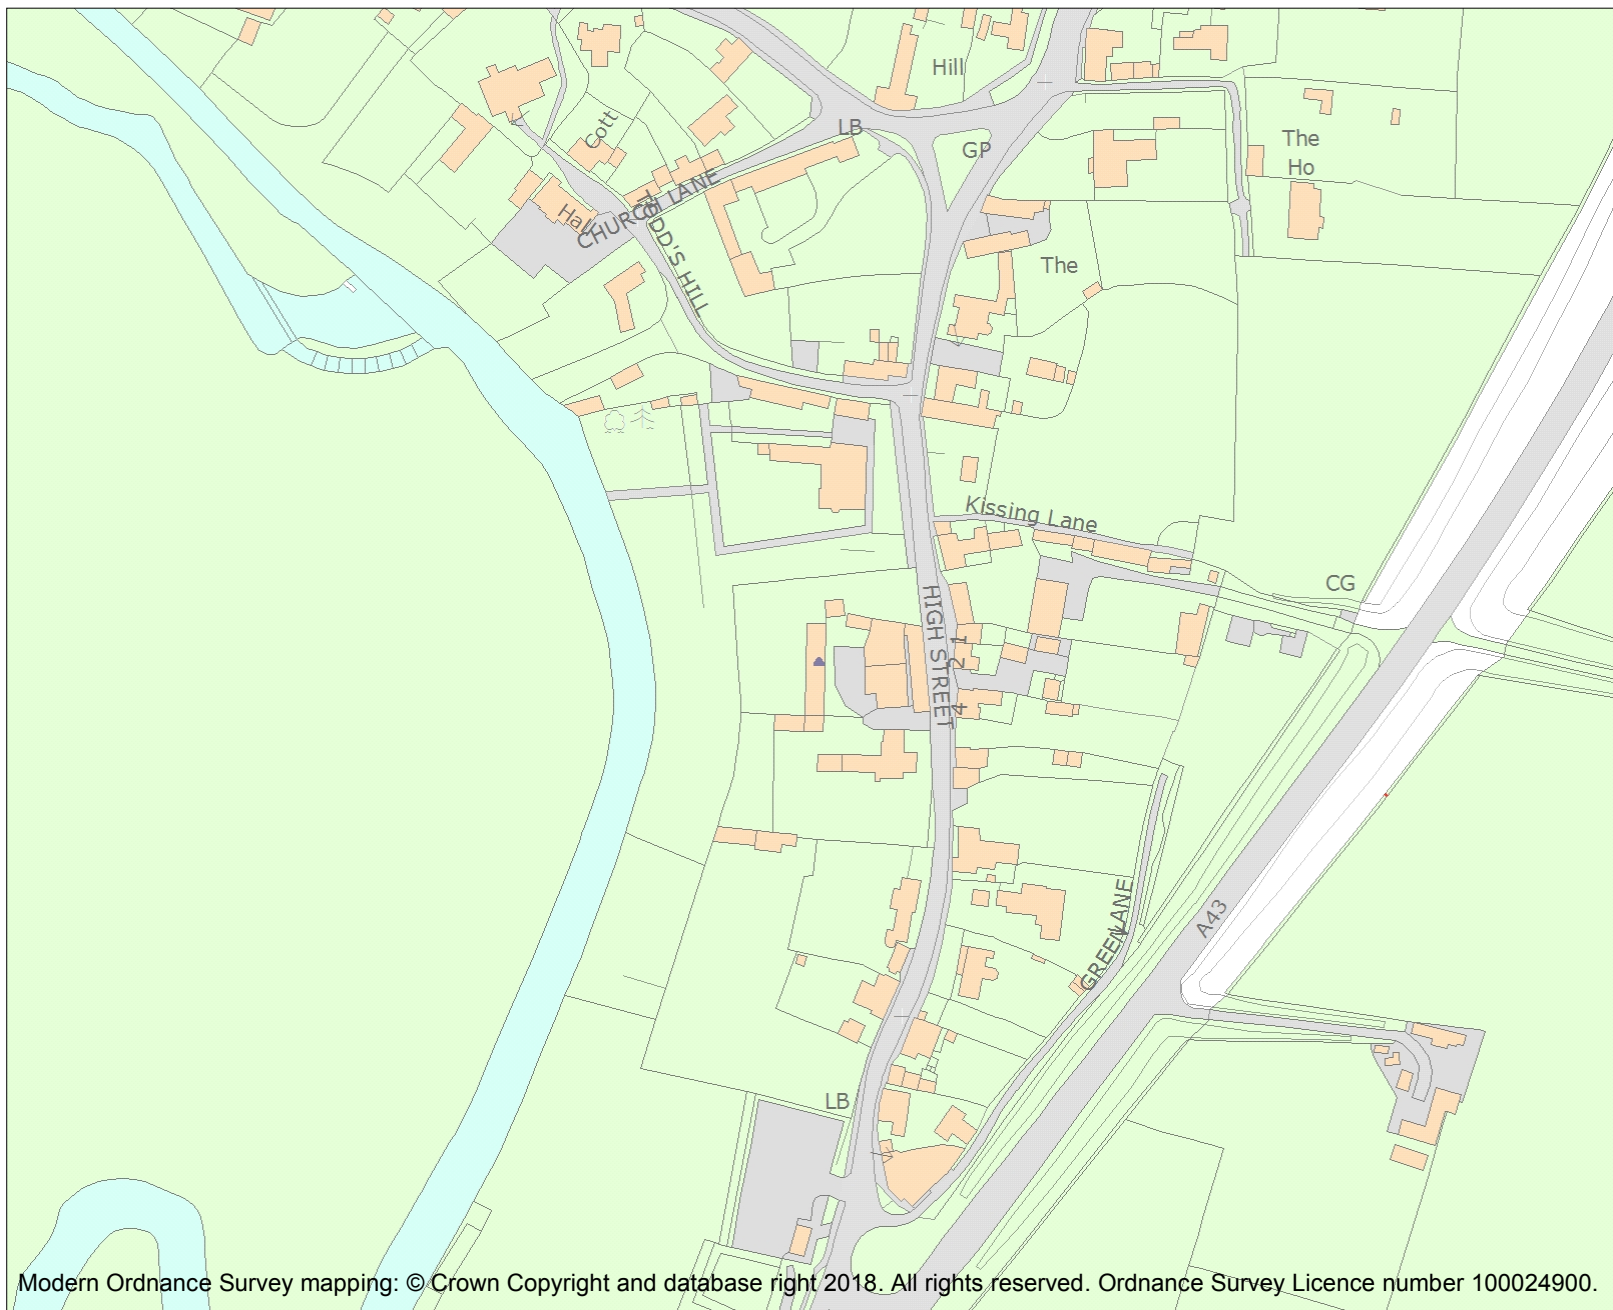 Hill
LB
Cott
GP
The
Ho
CHURCH LANE
Hall
TODD'S HILL
The
Kissing Lane
CG
HIGH STREET
1
2
4
GREEN LANE
A43
LB
Modern Ordnance Survey mapping: © Crown Copyright and database right 2018. All rights reserved. Ordnance Survey Licence number 100024900.